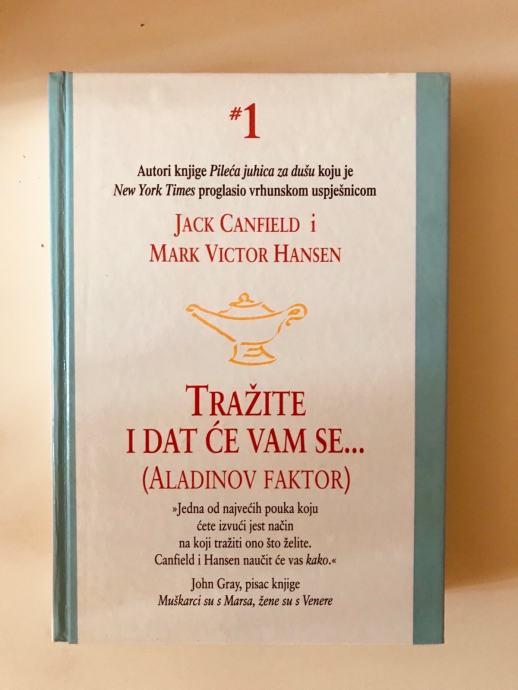 #1
Autori knjige Pileća juhica za dušu koju je
New York Times proglasio vrhunskom uspješnicom
JACK CANFIELD i
MARK VICTOR HANSEN
TRAŽITE
I DAT ĆE VAM SE...
(ALADINOV FAKTOR)
»Jedna od najvećih pouka koju
ćete izvući jest način
na koji tražiti ono što želite.
Canfield i Hansen naučit će vas kako.«
John Gray, pisac knjige
Muškarci su s Marsa, žene su s Venere